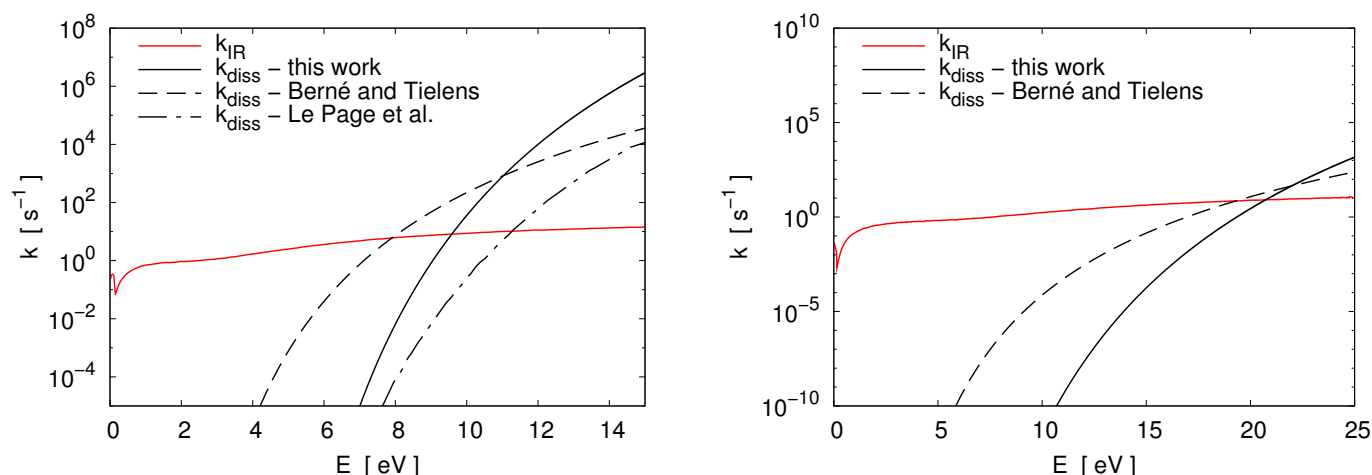 10^8
10^6
10^4
10^2
10^0
10^-2
10^-4
k [ s^-1 ]
k_IR
k_diss – this work
k_diss – Berné and Tielens
k_diss – Le Page et al.
0 2 4 6 8 10 12 14
E [ eV ]
10^10
10^5
10^0
10^-5
10^-10
k [ s^-1 ]
k_IR
k_diss – this work
k_diss – Berné and Tielens
0 5 10 15 20 25
E [ eV ]